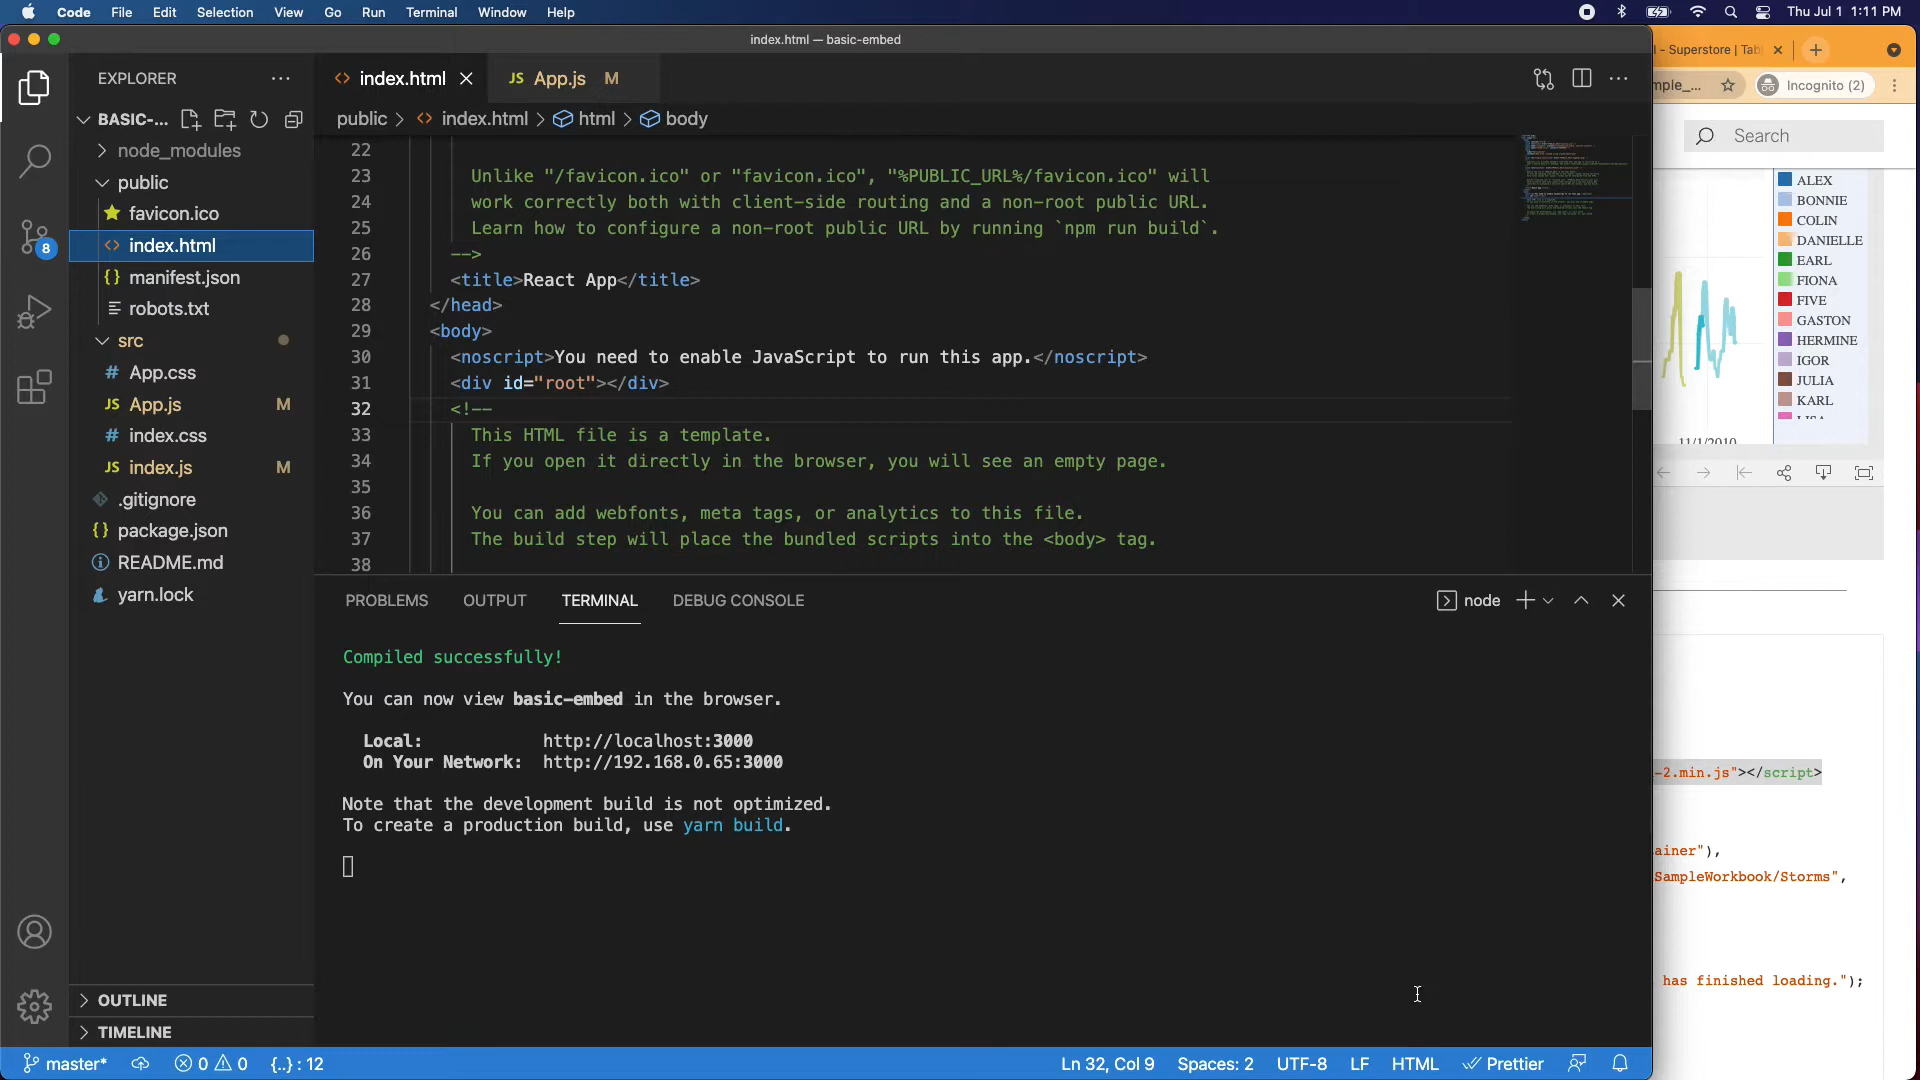 Code File Edit Selection View Go Run Terminal Window Help
Thu Jul 1 1:11 PM
index.html — basic-embed
EXPLORER
BASIC-...
node_modules
public
favicon.ico
index.html
manifest.json
robots.txt
src
App.css
App.js M
index.css
index.js M
.gitignore
package.json
README.md
yarn.lock
OUTLINE
TIMELINE
8
index.html
JS App.js M
public > index.html > html > body
22
23 Unlike "/favicon.ico" or "favicon.ico", "%PUBLIC_URL%/favicon.ico" will
24 work correctly both with client-side routing and a non-root public URL.
25 Learn how to configure a non-root public URL by running `npm run build`.
26 -->
27 <title>React App</title>
28 </head>
29 <body>
30 <noscript>You need to enable JavaScript to run this app.</noscript>
31 <div id="root"></div>
32 <!--
33 This HTML file is a template.
34 If you open it directly in the browser, you will see an empty page.
35
36 You can add webfonts, meta tags, or analytics to this file.
37 The build step will place the bundled scripts into the <body> tag.
38
PROBLEMS OUTPUT TERMINAL DEBUG CONSOLE
node
Compiled successfully!
You can now view basic-embed in the browser.
Local: http://localhost:3000
On Your Network: http://192.168.0.65:3000
Note that the development build is not optimized.
To create a production build, use yarn build.
master* 0 0 {..} : 12
Ln 32, Col 9 Spaces: 2 UTF-8 LF HTML Prettier
- Superstore | Tab
mple_... Incognito (2)
Search
ALEX
BONNIE
COLIN
DANIELLE
EARL
FIONA
FIVE
GASTON
HERMINE
IGOR
JULIA
KARL
11/1/2010
-2.min.js"></script>
ainer"),
SampleWorkbook/Storms",
has finished loading.");